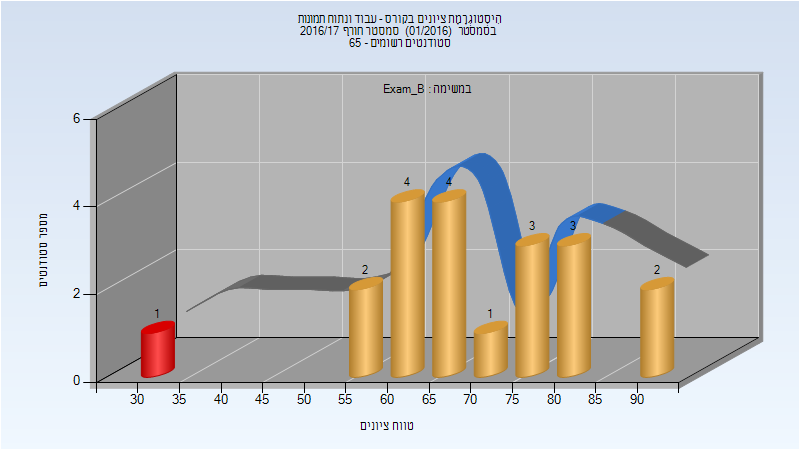 היסטוגרמת ציונים בקורס - עבוד ונתוח תמונות
בסמסטר (01/2016) סמסטר חורף 2016/17
סטודנטים רשומים - 65
במשימה : Exam_B
מספר סטודנטים
6
4
2
0
1
2
4
4
1
3
3
2
30 35 40 45 50 55 60 65 70 75 80 85 90
טווח ציונים